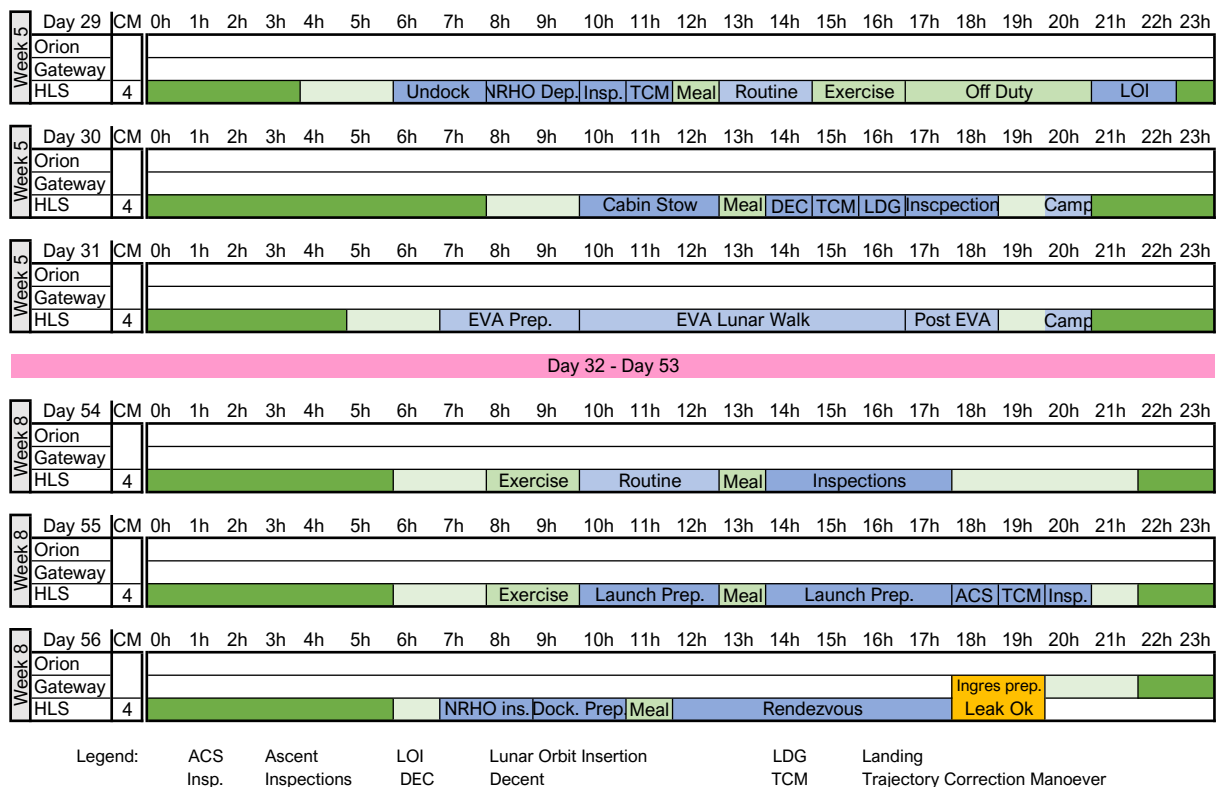 Week 5 Day 29 CM 0h 1h 2h 3h 4h 5h 6h 7h 8h 9h 10h 11h 12h 13h 14h 15h 16h 17h 18h 19h 20h 21h 22h 23h
Orion
Gateway
HLS 4 Undock NRHO Dep. Insp. TCM Meal Routine Exercise Off Duty LOI
Week 5 Day 30 CM 0h 1h 2h 3h 4h 5h 6h 7h 8h 9h 10h 11h 12h 13h 14h 15h 16h 17h 18h 19h 20h 21h 22h 23h
Orion
Gateway
HLS 4 Cabin Stow Meal DEC TCM LDG Inscpection Camp
Week 5 Day 31 CM 0h 1h 2h 3h 4h 5h 6h 7h 8h 9h 10h 11h 12h 13h 14h 15h 16h 17h 18h 19h 20h 21h 22h 23h
Orion
Gateway
HLS 4 EVA Prep. EVA Lunar Walk Post EVA Camp
Day 32 - Day 53
Week 8 Day 54 CM 0h 1h 2h 3h 4h 5h 6h 7h 8h 9h 10h 11h 12h 13h 14h 15h 16h 17h 18h 19h 20h 21h 22h 23h
Orion
Gateway
HLS 4 Exercise Routine Meal Inspections
Week 8 Day 55 CM 0h 1h 2h 3h 4h 5h 6h 7h 8h 9h 10h 11h 12h 13h 14h 15h 16h 17h 18h 19h 20h 21h 22h 23h
Orion
Gateway
HLS 4 Exercise Launch Prep. Meal Launch Prep. ACS TCM Insp.
Week 8 Day 56 CM 0h 1h 2h 3h 4h 5h 6h 7h 8h 9h 10h 11h 12h 13h 14h 15h 16h 17h 18h 19h 20h 21h 22h 23h
Orion
Gateway Ingres prep.
HLS 4 NRHO ins. Dock. Prep. Meal Rendezvous Leak Ok
Legend: ACS Ascent LOI Lunar Orbit Insertion LDG Landing
Insp. Inspections DEC Decent TCM Trajectory Correction Manoever